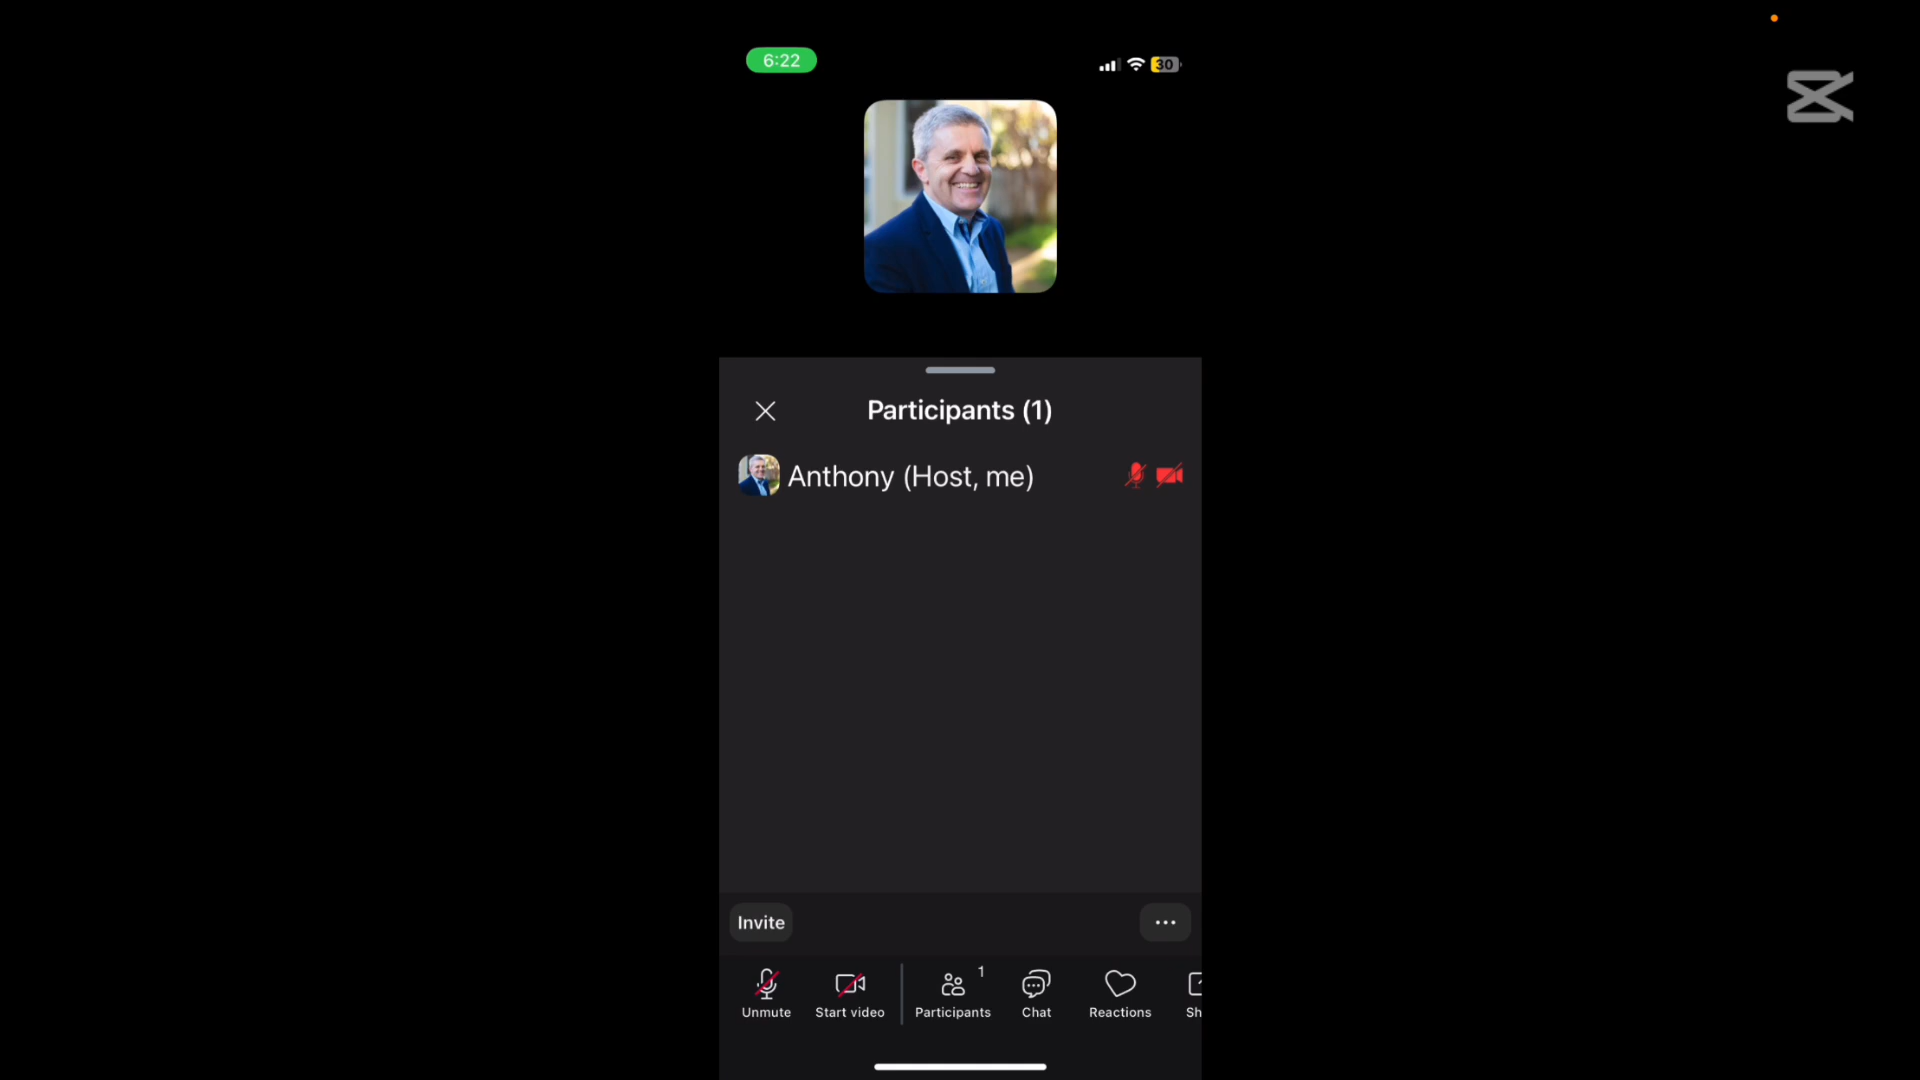 6:22
30
Participants (1)
Anthony (Host, me)
Invite
1
Unmute
Start video
Participants
Chat
Reactions
Sh